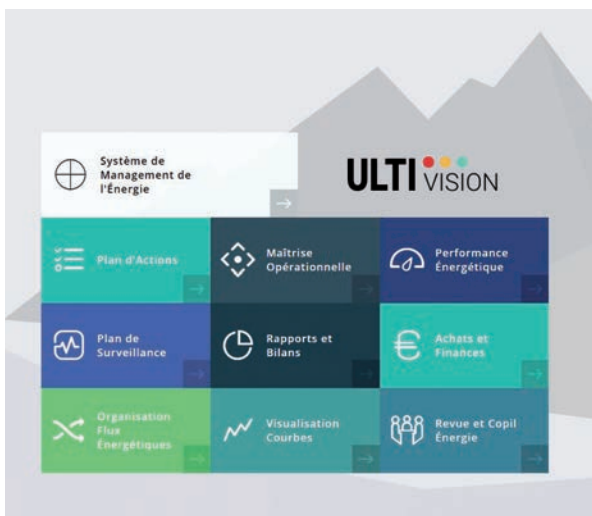 Système de
Management de
l'Énergie
ULTI VISION
Plan d'Actions
Maîtrise
Opérationnelle
Performance
Énergétique
Plan de
Surveillance
Rapports et
Bilans
Achats et
Finances
Organisation
Flux
Énergétiques
Visualisation
Courbes
Revue et Copil
Énergie